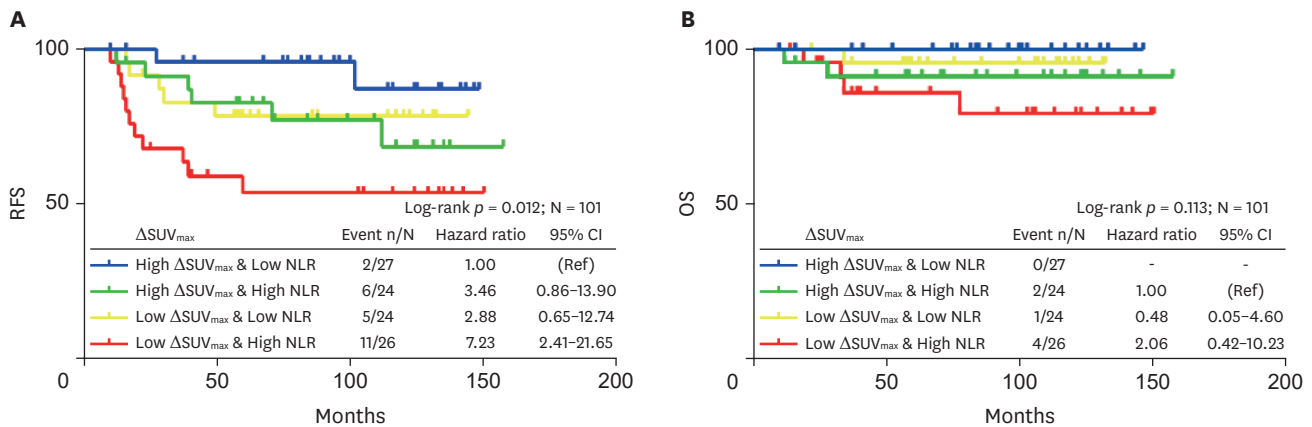 A
100
50
0
RFS
Log-rank p = 0.012; N = 101
ΔSUVmax Event n/N Hazard ratio 95% CI
High ΔSUVmax & Low NLR 2/27 1.00 (Ref)
High ΔSUVmax & High NLR 6/24 3.46 0.86–13.90
Low ΔSUVmax & Low NLR 5/24 2.88 0.65–12.74
Low ΔSUVmax & High NLR 11/26 7.23 2.41–21.65
50 100 150 200
Months
B
100
50
0
OS
Log-rank p = 0.113; N = 101
ΔSUVmax Event n/N Hazard ratio 95% CI
High ΔSUVmax & Low NLR 0/27 - -
High ΔSUVmax & High NLR 2/24 1.00 (Ref)
Low ΔSUVmax & Low NLR 1/24 0.48 0.05–4.60
Low ΔSUVmax & High NLR 4/26 2.06 0.42–10.23
50 100 150 200
Months